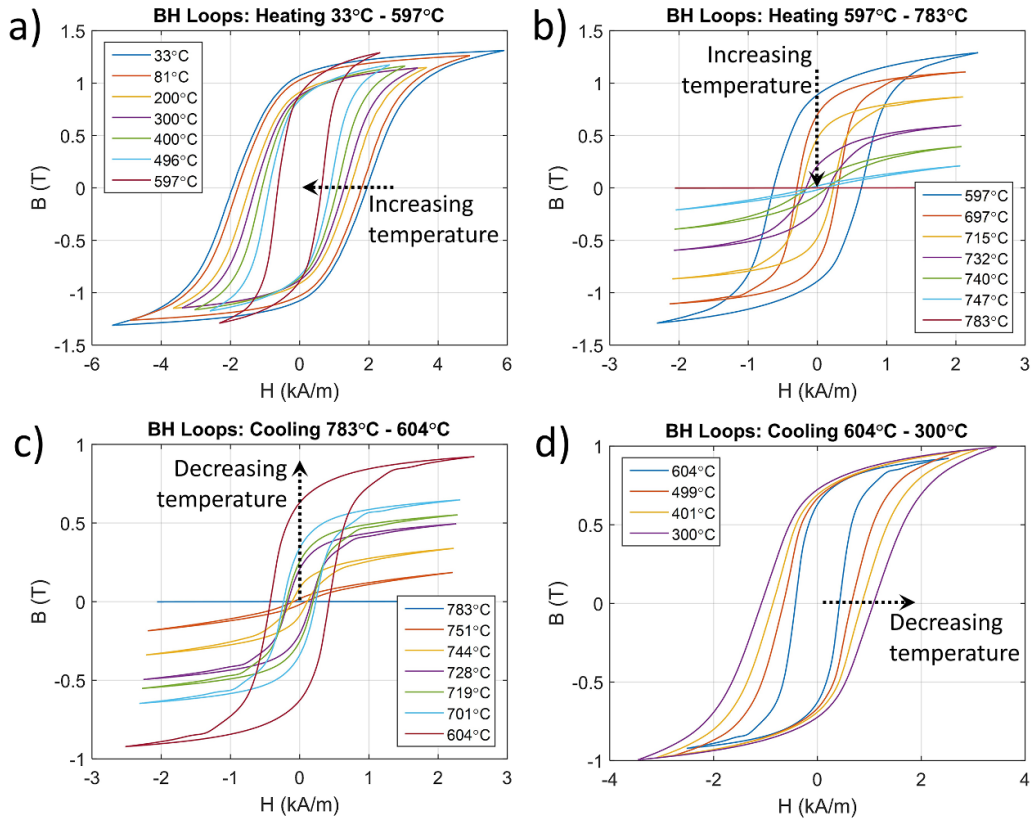 a)
BH Loops: Heating 33°C - 597°C
B (T)
1.5
1
0.5
0
-0.5
-1
-1.5
33°C
81°C
200°C
300°C
400°C
496°C
597°C
Increasing
temperature
-6
-4
-2
0
2
4
6
H (kA/m)
b)
BH Loops: Heating 597°C - 783°C
B (T)
1.5
1
0.5
0
-0.5
-1
-1.5
Increasing
temperature
597°C
697°C
715°C
732°C
740°C
747°C
783°C
-3
-2
-1
0
1
2
3
H (kA/m)
c)
BH Loops: Cooling 783°C - 604°C
B (T)
1
0.5
0
-0.5
-1
Decreasing
temperature
783°C
751°C
744°C
728°C
719°C
701°C
604°C
-3
-2
-1
0
1
2
3
H (kA/m)
d)
BH Loops: Cooling 604°C - 300°C
B (T)
1
0.5
0
-0.5
-1
604°C
499°C
401°C
300°C
Decreasing
temperature
-4
-2
0
2
4
H (kA/m)